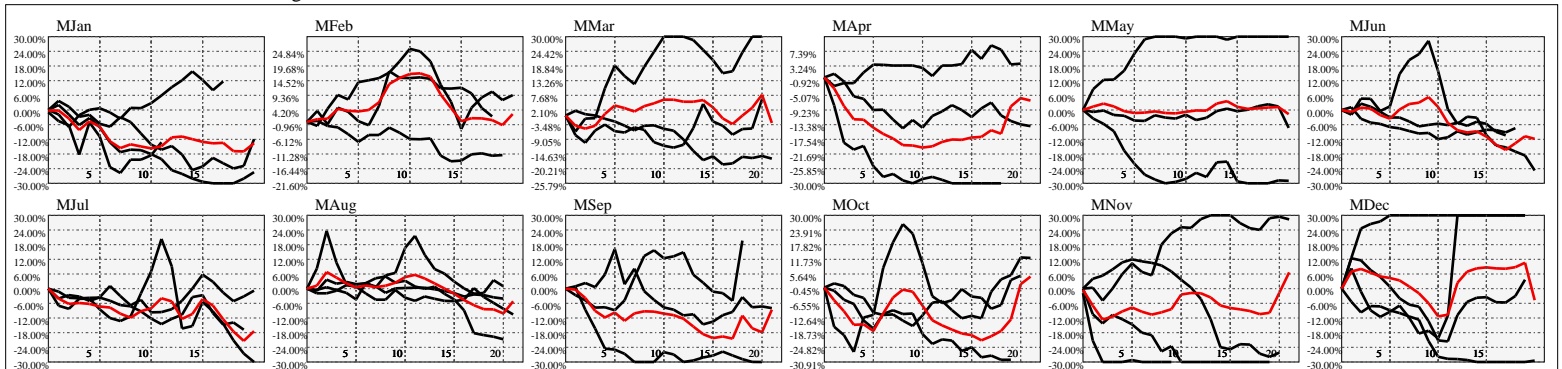 MJan MFeb MMar MApr MMay MJun
30.00% 24.00% 18.00% 12.00% 6.00% 0.00% -6.00% -12.00% -18.00% -24.00% -30.00% 5 10 15
24.84% 19.68% 14.52% 9.36% 4.20% -0.96% -6.12% -11.28% -16.44% -21.60% 5 10 15
30.00% 24.42% 18.84% 13.26% 7.68% 2.10% -3.48% -9.05% -14.63% -20.21% -25.79% 5 10 15 20
7.39% 3.24% -0.92% -5.07% -9.23% -13.38% -17.54% -21.69% -25.85% -30.00% 5 10 15 20
30.00% 24.00% 18.00% 12.00% 6.00% 0.00% -6.00% -12.00% -18.00% -24.00% -30.00% 5 10 15 20
30.00% 24.00% 18.00% 12.00% 6.00% 0.00% -6.00% -12.00% -18.00% -24.00% -30.00% 5 10 15
MJul MAug MSep MOct MNov MDec
30.00% 24.00% 18.00% 12.00% 6.00% 0.00% -6.00% -12.00% -18.00% -24.00% -30.00% 5 10 15
30.00% 24.00% 18.00% 12.00% 6.00% 0.00% -6.00% -12.00% -18.00% -24.00% -30.00% 5 10 15 20
30.00% 24.00% 18.00% 12.00% 6.00% 0.00% -6.00% -12.00% -18.00% -24.00% -30.00% 5 10 15 20
30.00% 23.91% 17.82% 11.73% 5.64% -0.45% -6.55% -12.64% -18.73% -24.82% -30.91% 5 10 15 20
30.00% 24.00% 18.00% 12.00% 6.00% 0.00% -6.00% -12.00% -18.00% -24.00% -30.00% 5 10 15 20
30.00% 24.00% 18.00% 12.00% 6.00% 0.00% -6.00% -12.00% -18.00% -24.00% -30.00% 5 10 15